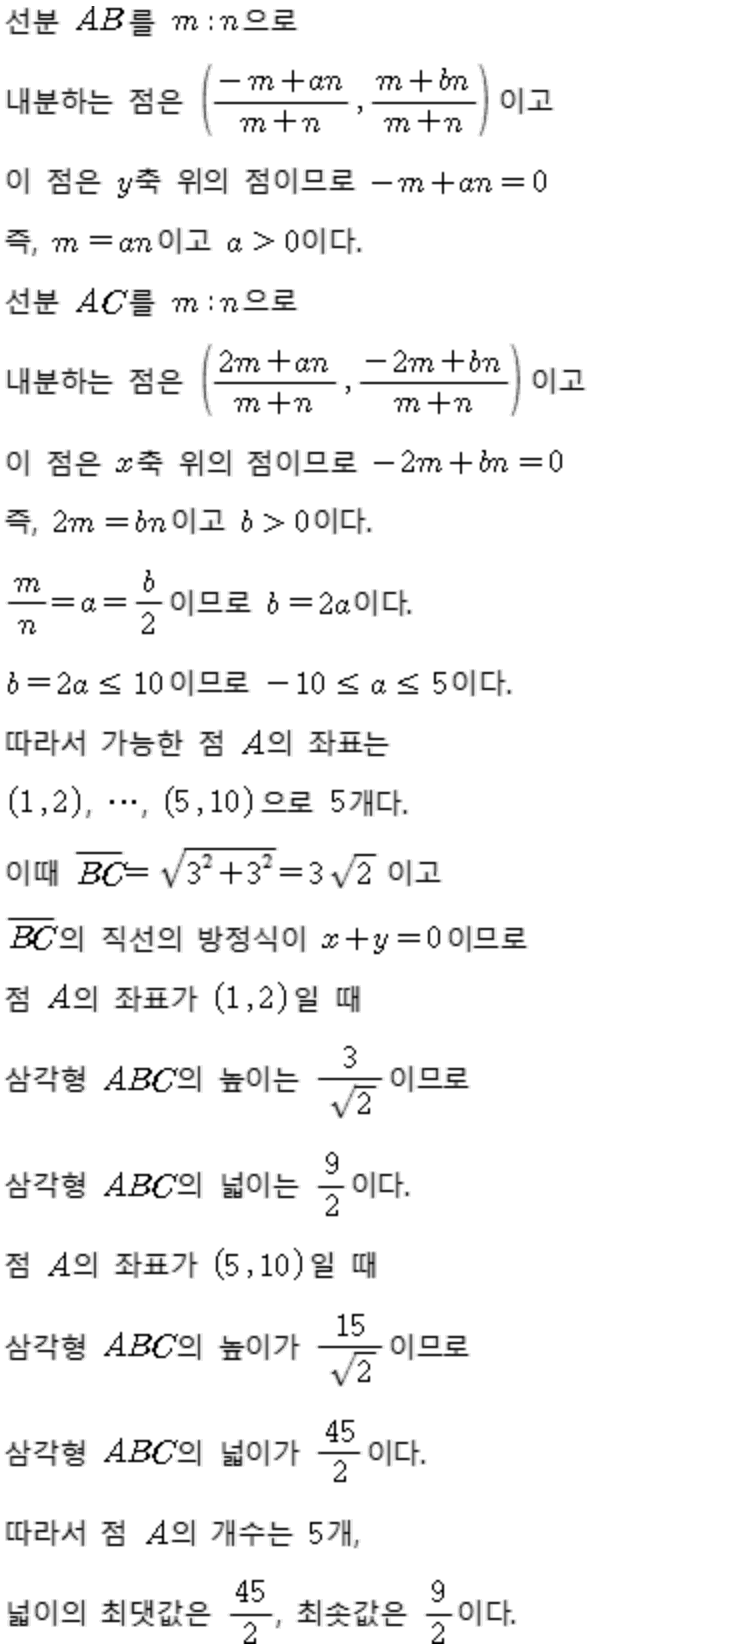 선분 AB를 m : n으로
내분하는 점은 ( (-m+an)/(m+n) , (m+bn)/(m+n) ) 이고
이 점은 y축 위의 점이므로 -m+an=0
즉, m=an이고 a>0이다.
선분 AC를 m : n으로
내분하는 점은 ( (2m+an)/(m+n) , (-2m+bn)/(m+n) ) 이고
이 점은 x축 위의 점이므로 -2m+bn=0
즉, 2m=bn이고 b>0이다.
m/n=a=b/2 이므로 b=2a이다.
b=2a≤10이므로 -10≤a≤5이다.
따라서 가능한 점 A의 좌표는
(1,2), ⋯, (5,10)으로 5개다.
이때 B̅C̅=√(3²+3²)=3√2 이고
B̅C̅의 직선의 방정식이 x+y=0이므로
점 A의 좌표가 (1,2)일 때
삼각형 ABC의 높이는 3/√2 이므로
삼각형 ABC의 넓이는 9/2이다.
점 A의 좌표가 (5,10)일 때
삼각형 ABC의 높이가 15/√2 이므로
삼각형 ABC의 넓이가 45/2이다.
따라서 점 A의 개수는 5개,
넓이의 최댓값은 45/2, 최솟값은 9/2이다.